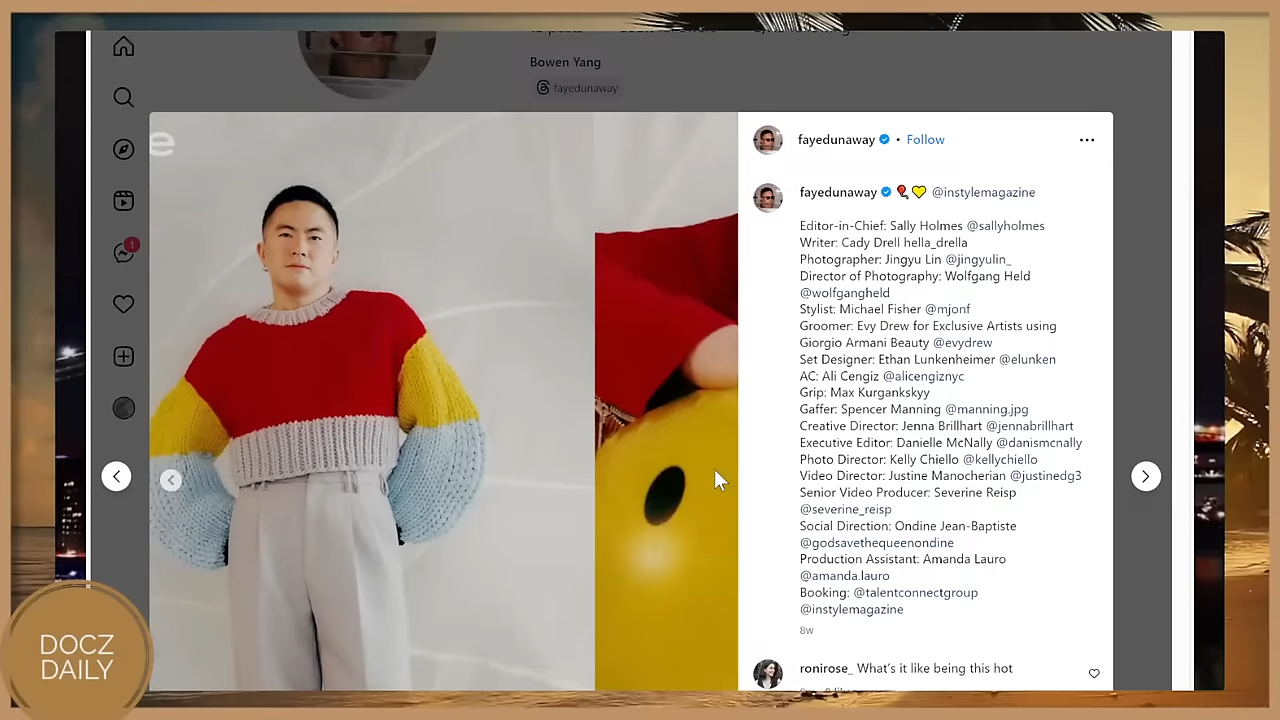 Bowen Yang
fayedunaway
e
fayedunaway • Follow
fayedunaway @instylemagazine
Editor-in-Chief: Sally Holmes @sallyholmes
Writer: Cady Drell hella_drella
Photographer: Jingyu Lin @jingyulin_
Director of Photography: Wolfgang Held
@wolfgangheld
Stylist: Michael Fisher @mjonf
Groomer: Evy Drew for Exclusive Artists using
Giorgio Armani Beauty @evydrew
Set Designer: Ethan Lunkenheimer @elunken
AC: Ali Cengiz @alicengiznyc
Grip: Max Kurgankskyy
Gaffer: Spencer Manning @manning.jpg
Creative Director: Jenna Brillhart @jennabrillhart
Executive Editor: Danielle McNally @danismcnally
Photo Director: Kelly Chiello @kellychiello
Video Director: Justine Manocherian @justinedg3
Senior Video Producer: Severine Reisp
@severine_reisp
Social Direction: Ondine Jean-Baptiste
@godsavethequeenondine
Production Assistant: Amanda Lauro
@amanda.lauro
Booking: @talentconnectgroup
@instylemagazine
8w
ronirose_ What's it like being this hot
1
DOCZ
DAILY